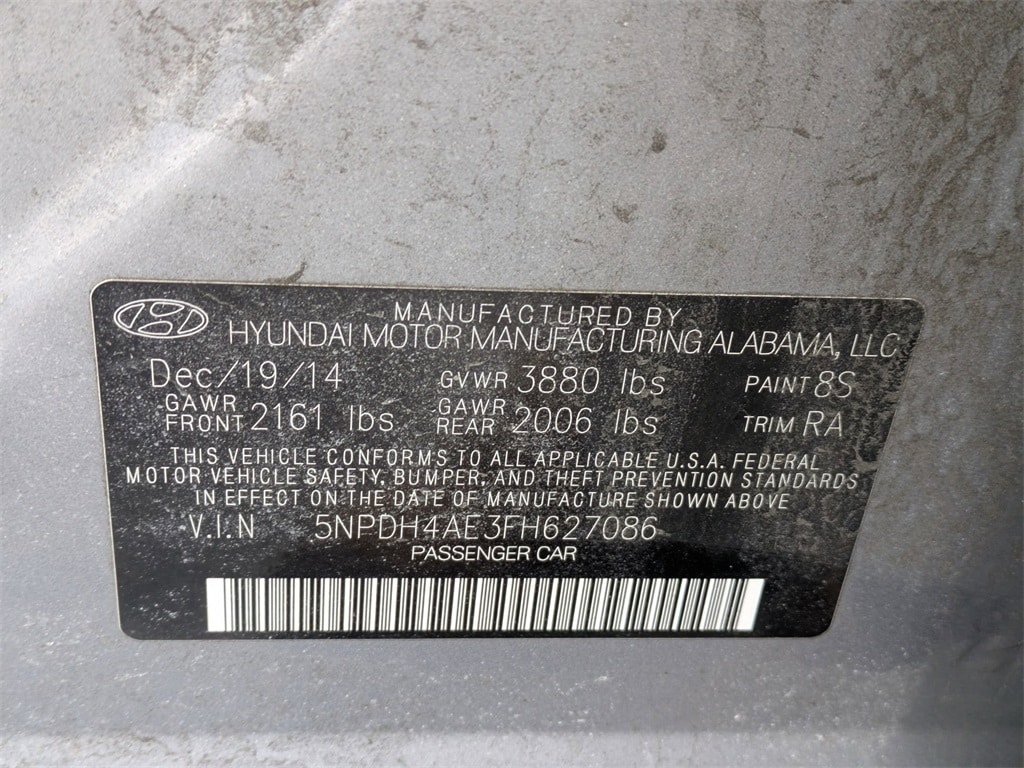 MANUFACTURED BY
HYUNDAI MOTOR MANUFACTURING ALABAMA, LLC
Dec/19/14 GVWR 3880 lbs PAINT 8S
GAWR FRONT 2161 lbs GAWR REAR 2006 lbs TRIM RA
THIS VEHICLE CONFORMS TO ALL APPLICABLE U.S.A. FEDERAL
MOTOR VEHICLE SAFETY, BUMPER, AND THEFT PREVENTION STANDARDS
IN EFFECT ON THE DATE OF MANUFACTURE SHOWN ABOVE
V.I.N 5NPDH4AE3FH627086
PASSENGER CAR